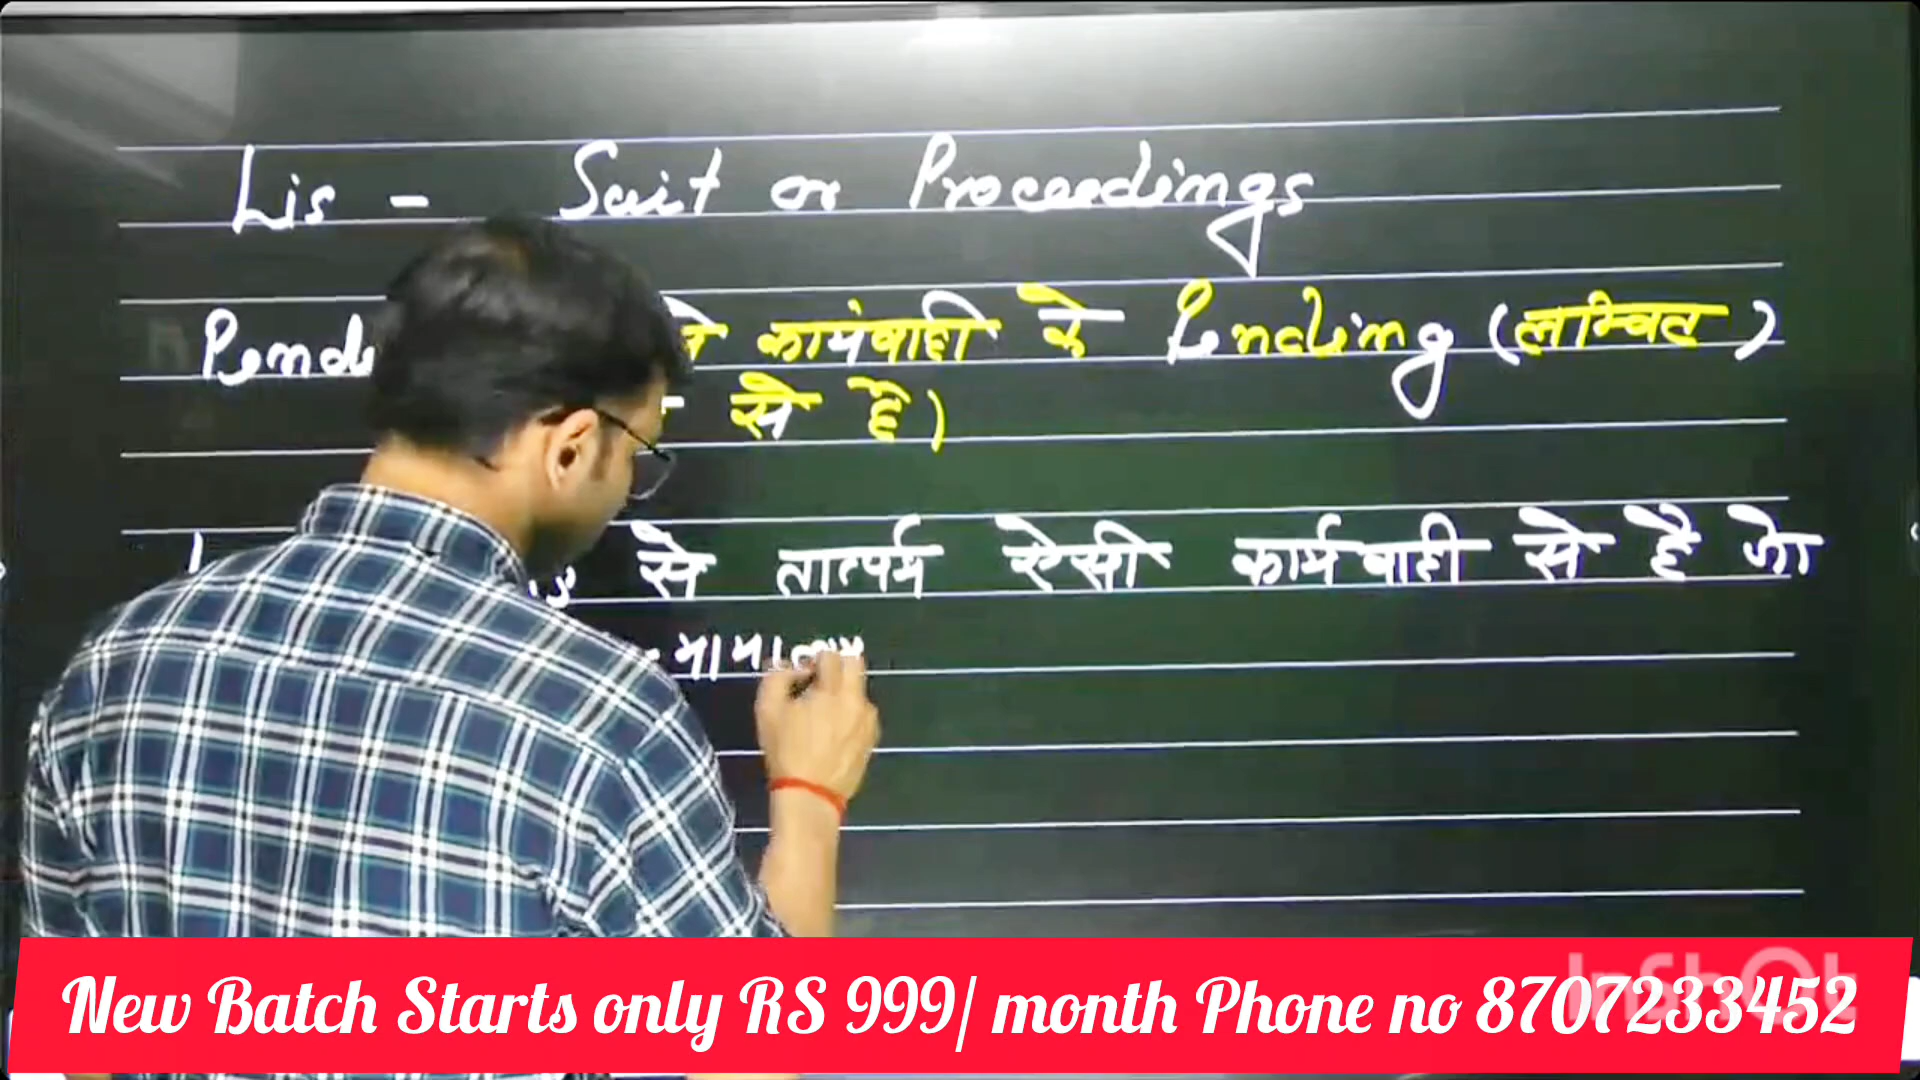 Lis - Suit or Proceedings
कार्यवाही के Pending (लम्बित)
से है)
से तात्पर्य ऐसी कार्यवाही से है जो
New Batch Starts only RS 999/ month Phone no 8707233452
InShOt